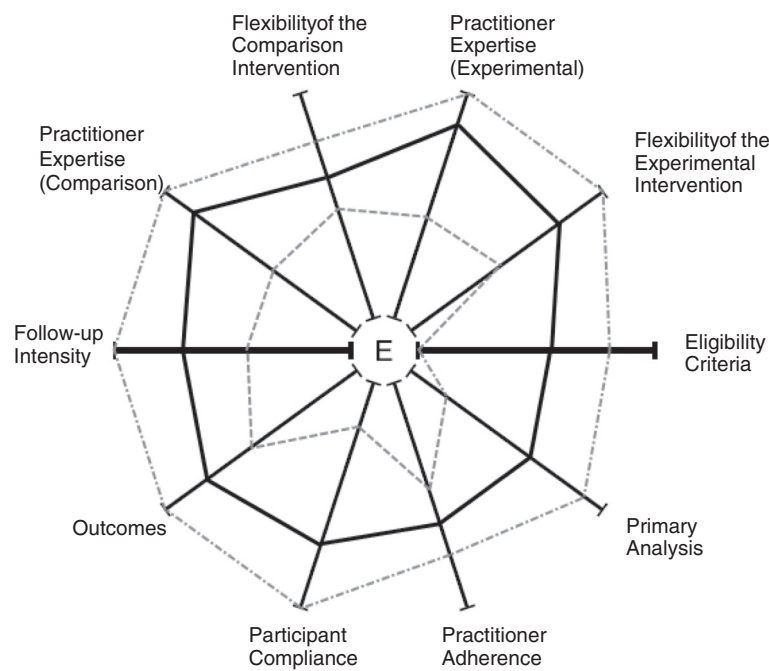 Flexibilityof the
Comparison
Intervention
Practitioner
Expertise
(Experimental)
Practitioner
Expertise
(Comparison)
Flexibilityof the
Experimental
Intervention
Follow-up
Intensity
E
Eligibility
Criteria
Outcomes
Primary
Analysis
Participant
Compliance
Practitioner
Adherence